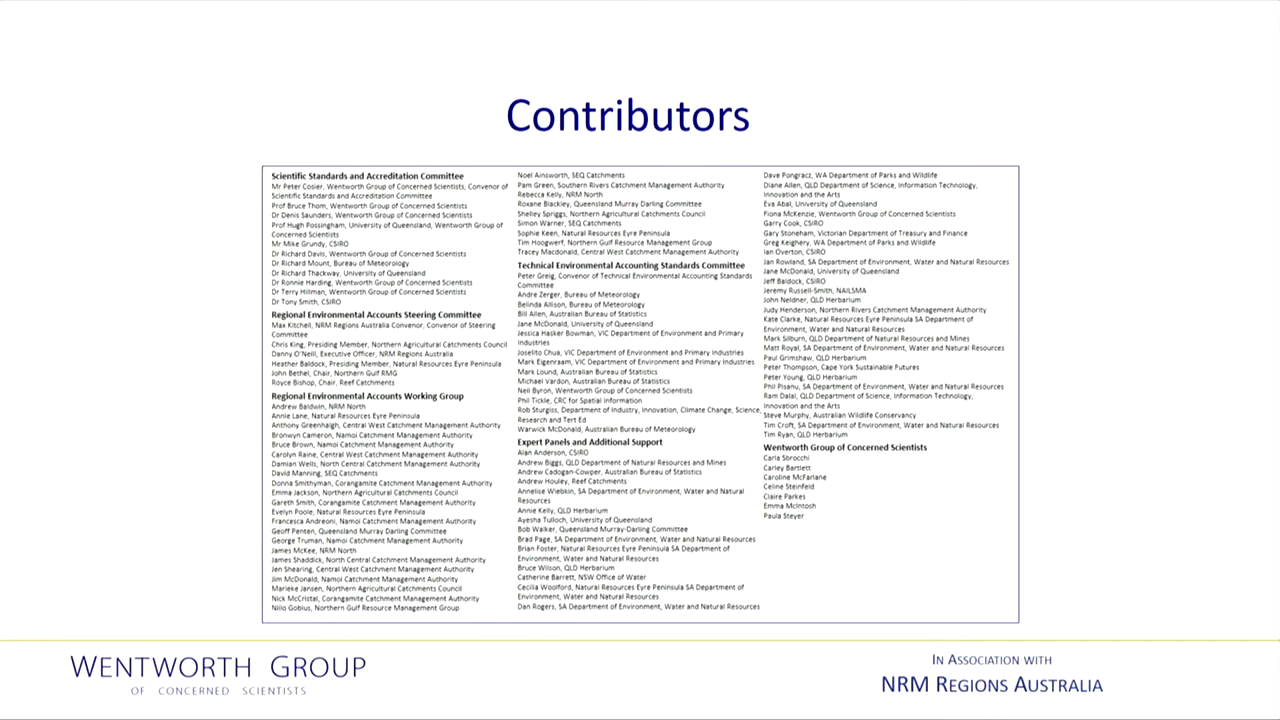 Contributors
Scientific Standards and Accreditation Committee
Mr Peter Cosier, Wentworth Group of Concerned Scientists, Convenor of
Scientific Standards and Accreditation Committee
Prof Bruce Thom, Wentworth Group of Concerned Scientists
Dr Denis Saunders, Wentworth Group of Concerned Scientists
Prof Hugh Possingham, University of Queensland, Wentworth Group of
Concerned Scientists
Mr Mike Grundy, CSIRO
Dr Richard Davis, Wentworth Group of Concerned Scientists
Dr Richard Mount, Bureau of Meteorology
Dr Richard Thackway, University of Queensland
Dr Ronnie Harding, Wentworth Group of Concerned Scientists
Dr Terry Hillman, Wentworth Group of Concerned Scientists
Dr Tony Smith, CSIRO
Regional Environmental Accounts Steering Committee
Max Kitchell, NRM Regions Australia Convenor, Convenor of Steering
Committee
Chris King, Presiding Member, Northern Agricultural Catchments Council
Danny O'Neill, Executive Officer, NRM Regions Australia
Heather Baldock, Presiding Member, Natural Resources Eyre Peninsula
John Bethel, Chair, Northern Gulf RMG
Royce Bishop, Chair, Reef Catchments
Regional Environmental Accounts Working Group
Andrew Baldwin, NRM North
Annie Lane, Natural Resources Eyre Peninsula
Anthony Greenhalgh, Central West Catchment Management Authority
Bronwyn Cameron, Namoi Catchment Management Authority
Bruce Brown, Namoi Catchment Management Authority
Carolyn Raine, Central West Catchment Management Authority
Damian Wells, North Central Catchment Management Authority
David Manning, SEQ Catchments
Donna Smithyman, Corangamite Catchment Management Authority
Emma Jackson, Northern Agricultural Catchments Council
Gareth Smith, Corangamite Catchment Management Authority
Evelyn Poole, Natural Resources Eyre Peninsula
Francesca Andreoni, Namoi Catchment Management Authority
Geoff Penten, Queensland Murray Darling Committee
George Truman, Namoi Catchment Management Authority
James McKee, NRM North
James Shaddick, North Central Catchment Management Authority
Jen Shearing, Central West Catchment Management Authority
Jim McDonald, Namoi Catchment Management Authority
Marieke Jansen, Northern Agricultural Catchments Council
Nick McCristal, Corangamite Catchment Management Authority
Niilo Gobius, Northern Gulf Resource Management Group
Noel Ainsworth, SEQ Catchments
Pam Green, Southern Rivers Catchment Management Authority
Rebecca Kelly, NRM North
Roxane Blackley, Queensland Murray Darling Committee
Shelley Spriggs, Northern Agricultural Catchments Council
Simon Warner, SEQ Catchments
Sophie Keen, Natural Resources Eyre Peninsula
Tim Hoogwerf, Northern Gulf Resource Management Group
Tracey Macdonald, Central West Catchment Management Authority
Technical Environmental Accounting Standards Committee
Peter Greig, Convenor of Technical Environmental Accounting Standards
Committee
Andre Zerger, Bureau of Meteorology
Belinda Allison, Bureau of Meteorology
Bill Allen, Australian Bureau of Statistics
Jane McDonald, University of Queensland
Jessica Hasker Bowman, VIC Department of Environment and Primary
Industries
Joselito Chua, VIC Department of Environment and Primary Industries
Mark Eigenraam, VIC Department of Environment and Primary Industries
Mark Lound, Australian Bureau of Statistics
Michael Vardon, Australian Bureau of Statistics
Neil Byron, Wentworth Group of Concerned Scientists
Phil Tickle, CRC for Spatial Information
Rob Sturgiss, Department of Industry, Innovation, Climate Change, Science,
Research and Tert Ed
Warwick McDonald, Australian Bureau of Meteorology
Expert Panels and Additional Support
Alan Anderson, CSIRO
Andrew Biggs, QLD Department of Natural Resources and Mines
Andrew Cadogan-Cowper, Australian Bureau of Statistics
Andrew Houley, Reef Catchments
Annelise Wiebkin, SA Department of Environment, Water and Natural
Resources
Annie Kelly, QLD Herbarium
Ayesha Tulloch, University of Queensland
Bob Walker, Queensland Murray-Darling Committee
Brad Page, SA Department of Environment, Water and Natural Resources
Brian Foster, Natural Resources Eyre Peninsula SA Department of
Environment, Water and Natural Resources
Bruce Wilson, QLD Herbarium
Catherine Barrett, NSW Office of Water
Cecilia Woolford, Natural Resources Eyre Peninsula SA Department of
Environment, Water and Natural Resources
Dan Rogers, SA Department of Environment, Water and Natural Resources
Dave Pongracz, WA Department of Parks and Wildlife
Diane Allen, QLD Department of Science, Information Technology,
Innovation and the Arts
Eva Abal, University of Queensland
Fiona McKenzie, Wentworth Group of Concerned Scientists
Garry Cook, CSIRO
Gary Stoneham, Victorian Department of Treasury and Finance
Greg Keighery, WA Department of Parks and Wildlife
Ian Overton, CSIRO
Jan Rowland, SA Department of Environment, Water and Natural Resources
Jane McDonald, University of Queensland
Jeff Baldock, CSIRO
Jeremy Russell-Smith, NAILSMA
John Neldner, QLD Herbarium
Judy Henderson, Northern Rivers Catchment Management Authority
Kate Clarke, Natural Resources Eyre Peninsula SA Department of
Environment, Water and Natural Resources
Mark Silburn, QLD Department of Natural Resources and Mines
Matt Royal, SA Department of Environment, Water and Natural Resources
Paul Grimshaw, QLD Herbarium
Peter Thompson, Cape York Sustainable Futures
Peter Young, QLD Herbarium
Phil Pisanu, SA Department of Environment, Water and Natural Resources
Ram Dalal, QLD Department of Science, Information Technology,
Innovation and the Arts
Steve Murphy, Australian Wildlife Conservancy
Tim Croft, SA Department of Environment, Water and Natural Resources
Tim Ryan, QLD Herbarium
Wentworth Group of Concerned Scientists
Carla Sbrocchi
Carley Bartlett
Caroline McFarlane
Celine Steinfeld
Claire Parkes
Emma McIntosh
Paula Steyer
WENTWORTH GROUP
OF CONCERNED SCIENTISTS
IN ASSOCIATION WITH
NRM REGIONS AUSTRALIA